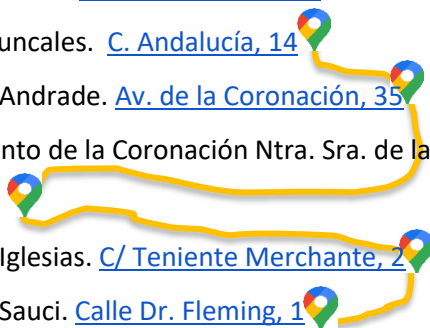 uncales. C. Andalucía, 14
Andrade. Av. de la Coronación, 35
nto de la Coronación Ntra. Sra. de la
Iglesias. C/ Teniente Merchante, 2
Sauci. Calle Dr. Fleming, 1